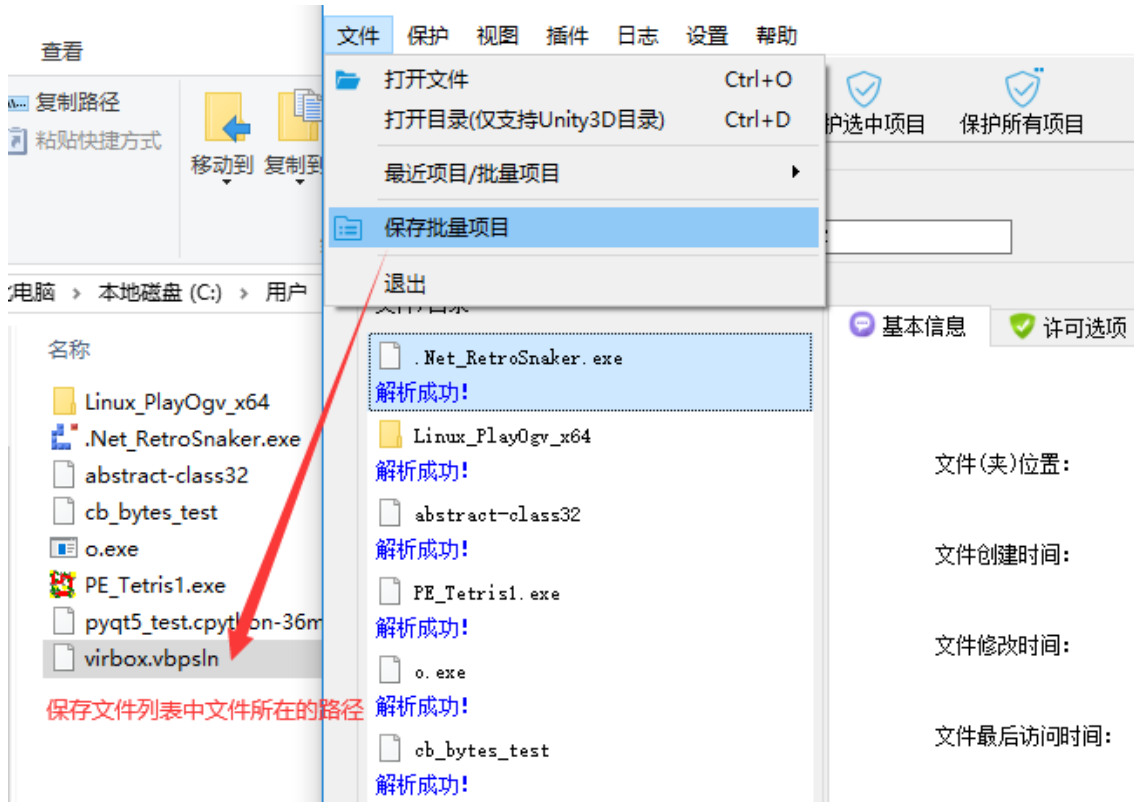 查看
复制路径
粘贴快捷方式
移动到
复制到
电脑 › 本地磁盘 (C:) › 用户
名称
Linux_PlayOgv_x64
.Net_RetroSnaker.exe
abstract-class32
cb_bytes_test
o.exe
PE_Tetris1.exe
pyqt5_test.cpython-36m
virbox.vbpsln
保存文件列表中文件所在的路径
文件 保护 视图 插件 日志 设置 帮助
打开文件 Ctrl+O
打开目录(仅支持Unity3D目录) Ctrl+D
最近项目/批量项目
保存批量项目
退出
护选中项目 保护所有项目
文件/目录
.Net_RetroSnaker.exe
解析成功!
Linux_PlayOgv_x64
解析成功!
abstract-class32
解析成功!
PE_Tetris1.exe
解析成功!
o.exe
解析成功!
cb_bytes_test
解析成功!
基本信息 许可选项
文件(夹)位置:
文件创建时间:
文件修改时间:
文件最后访问时间: